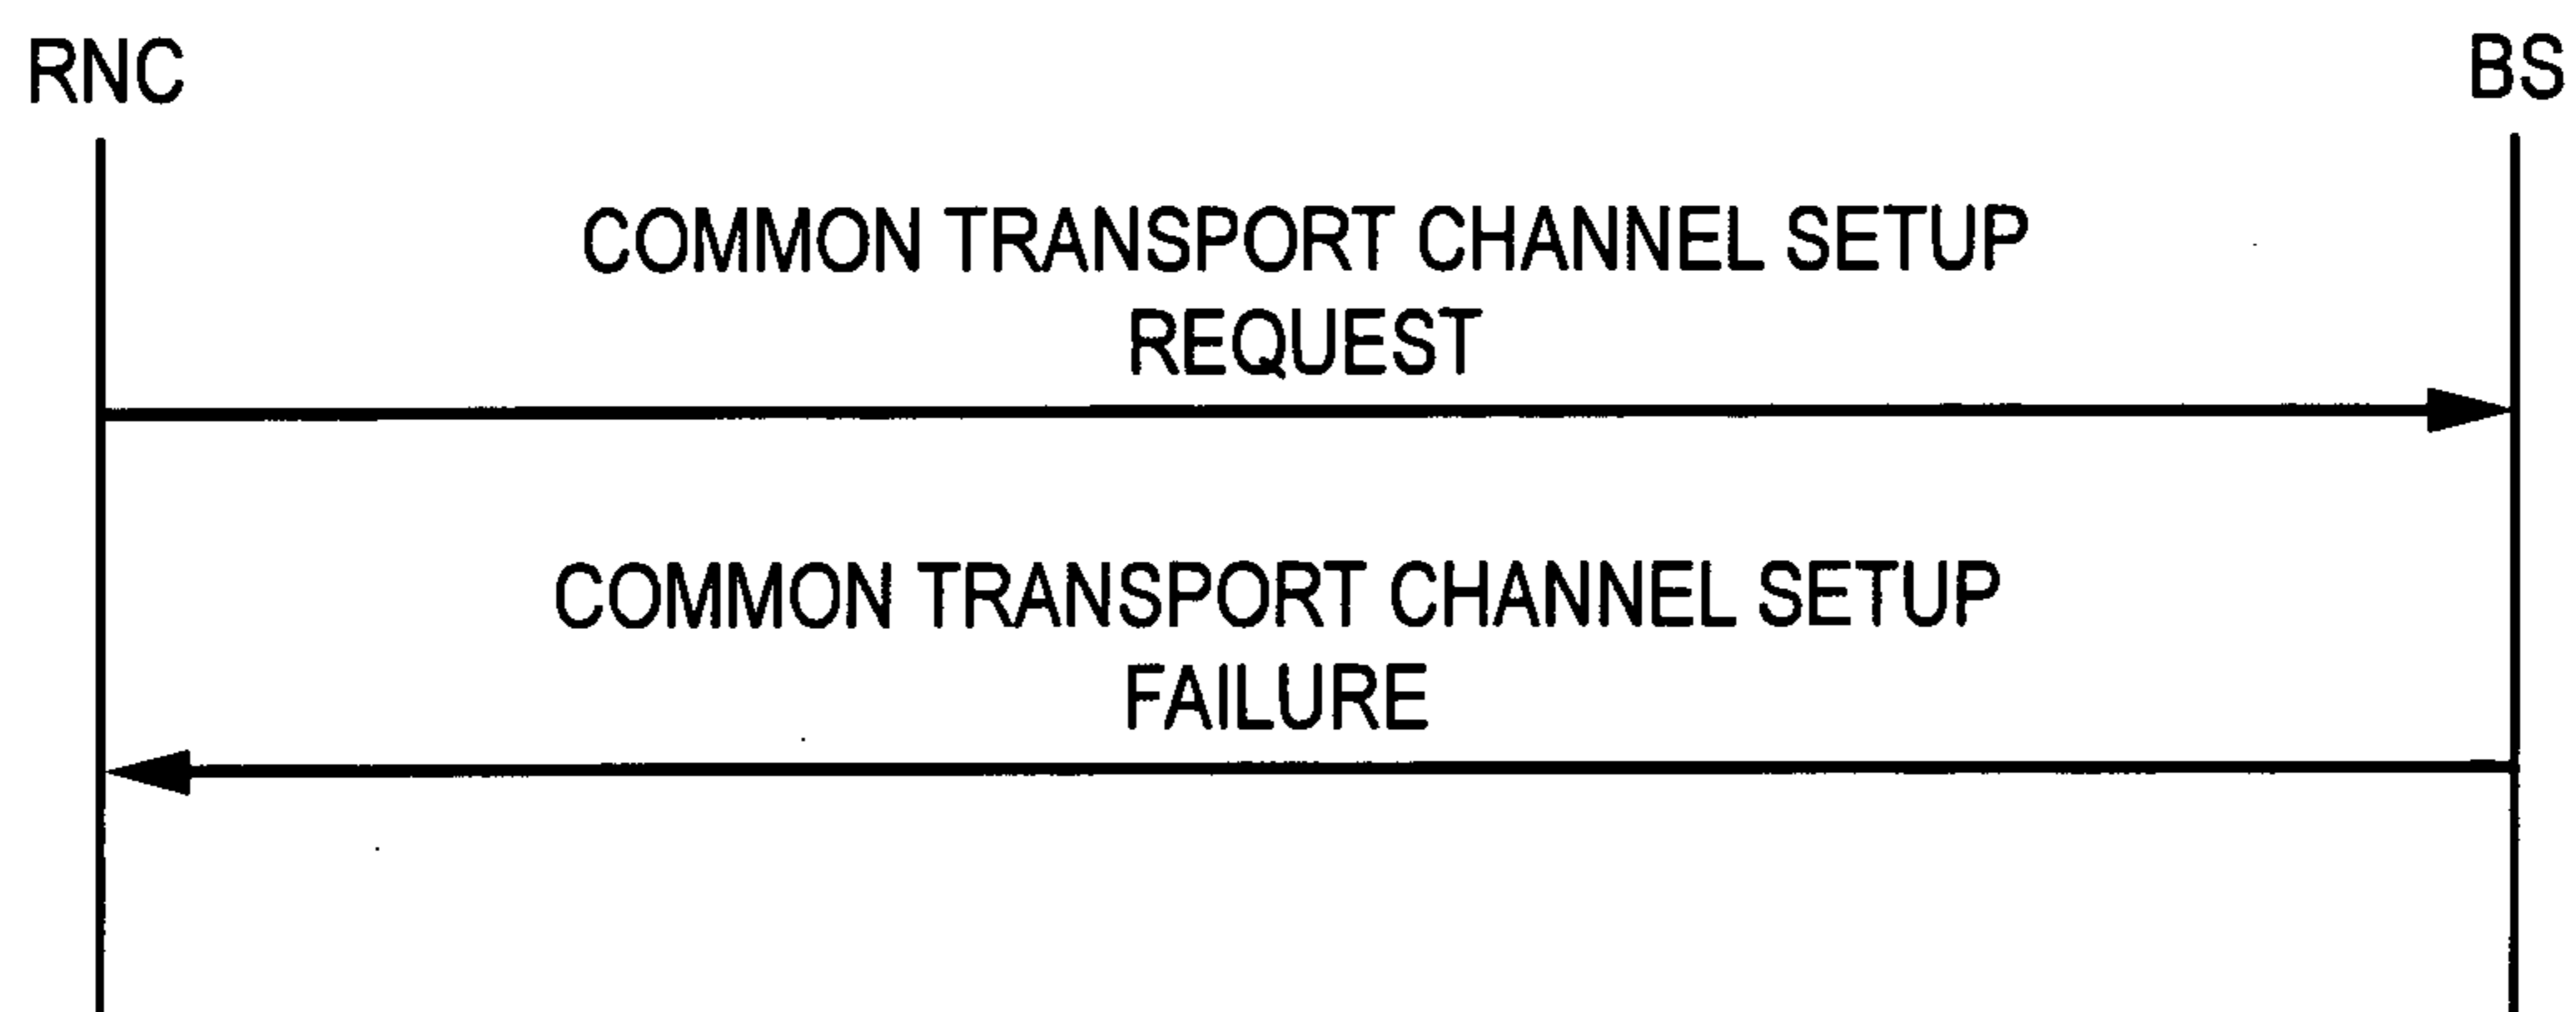 RNC
BS
COMMON TRANSPORT CHANNEL SETUP
REQUEST
COMMON TRANSPORT CHANNEL SETUP
FAILURE